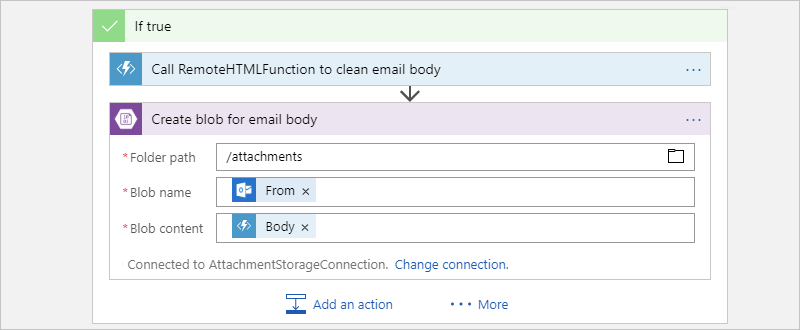 If true
Call RemoteHTMLFunction to clean email body
Create blob for email body
*Folder path /attachments
*Blob name From ×
*Blob content Body ×
Connected to AttachmentStorageConnection. Change connection.
Add an action ··· More